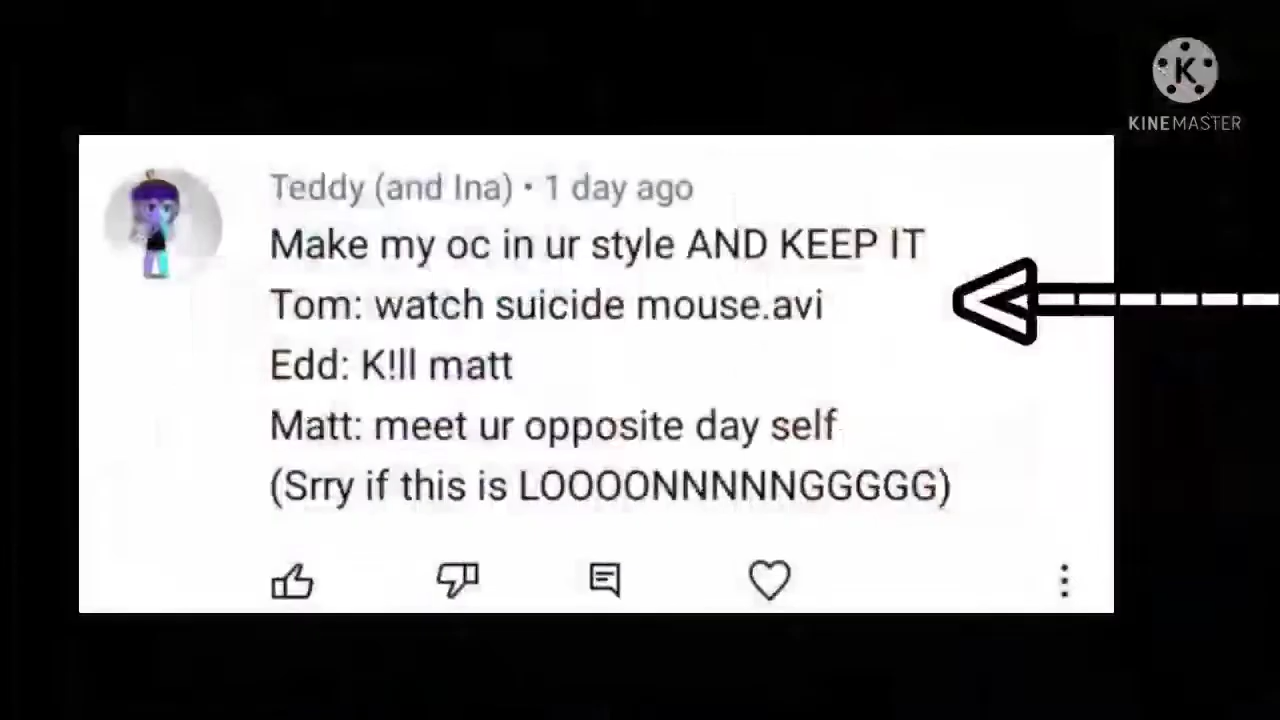 KINEMASTER
Teddy (and Ina) • 1 day ago
Make my oc in ur style AND KEEP IT
Tom: watch suicide mouse.avi
Edd: K!ll matt
Matt: meet ur opposite day self
(Srry if this is LOOOONNNNNGGGGG)